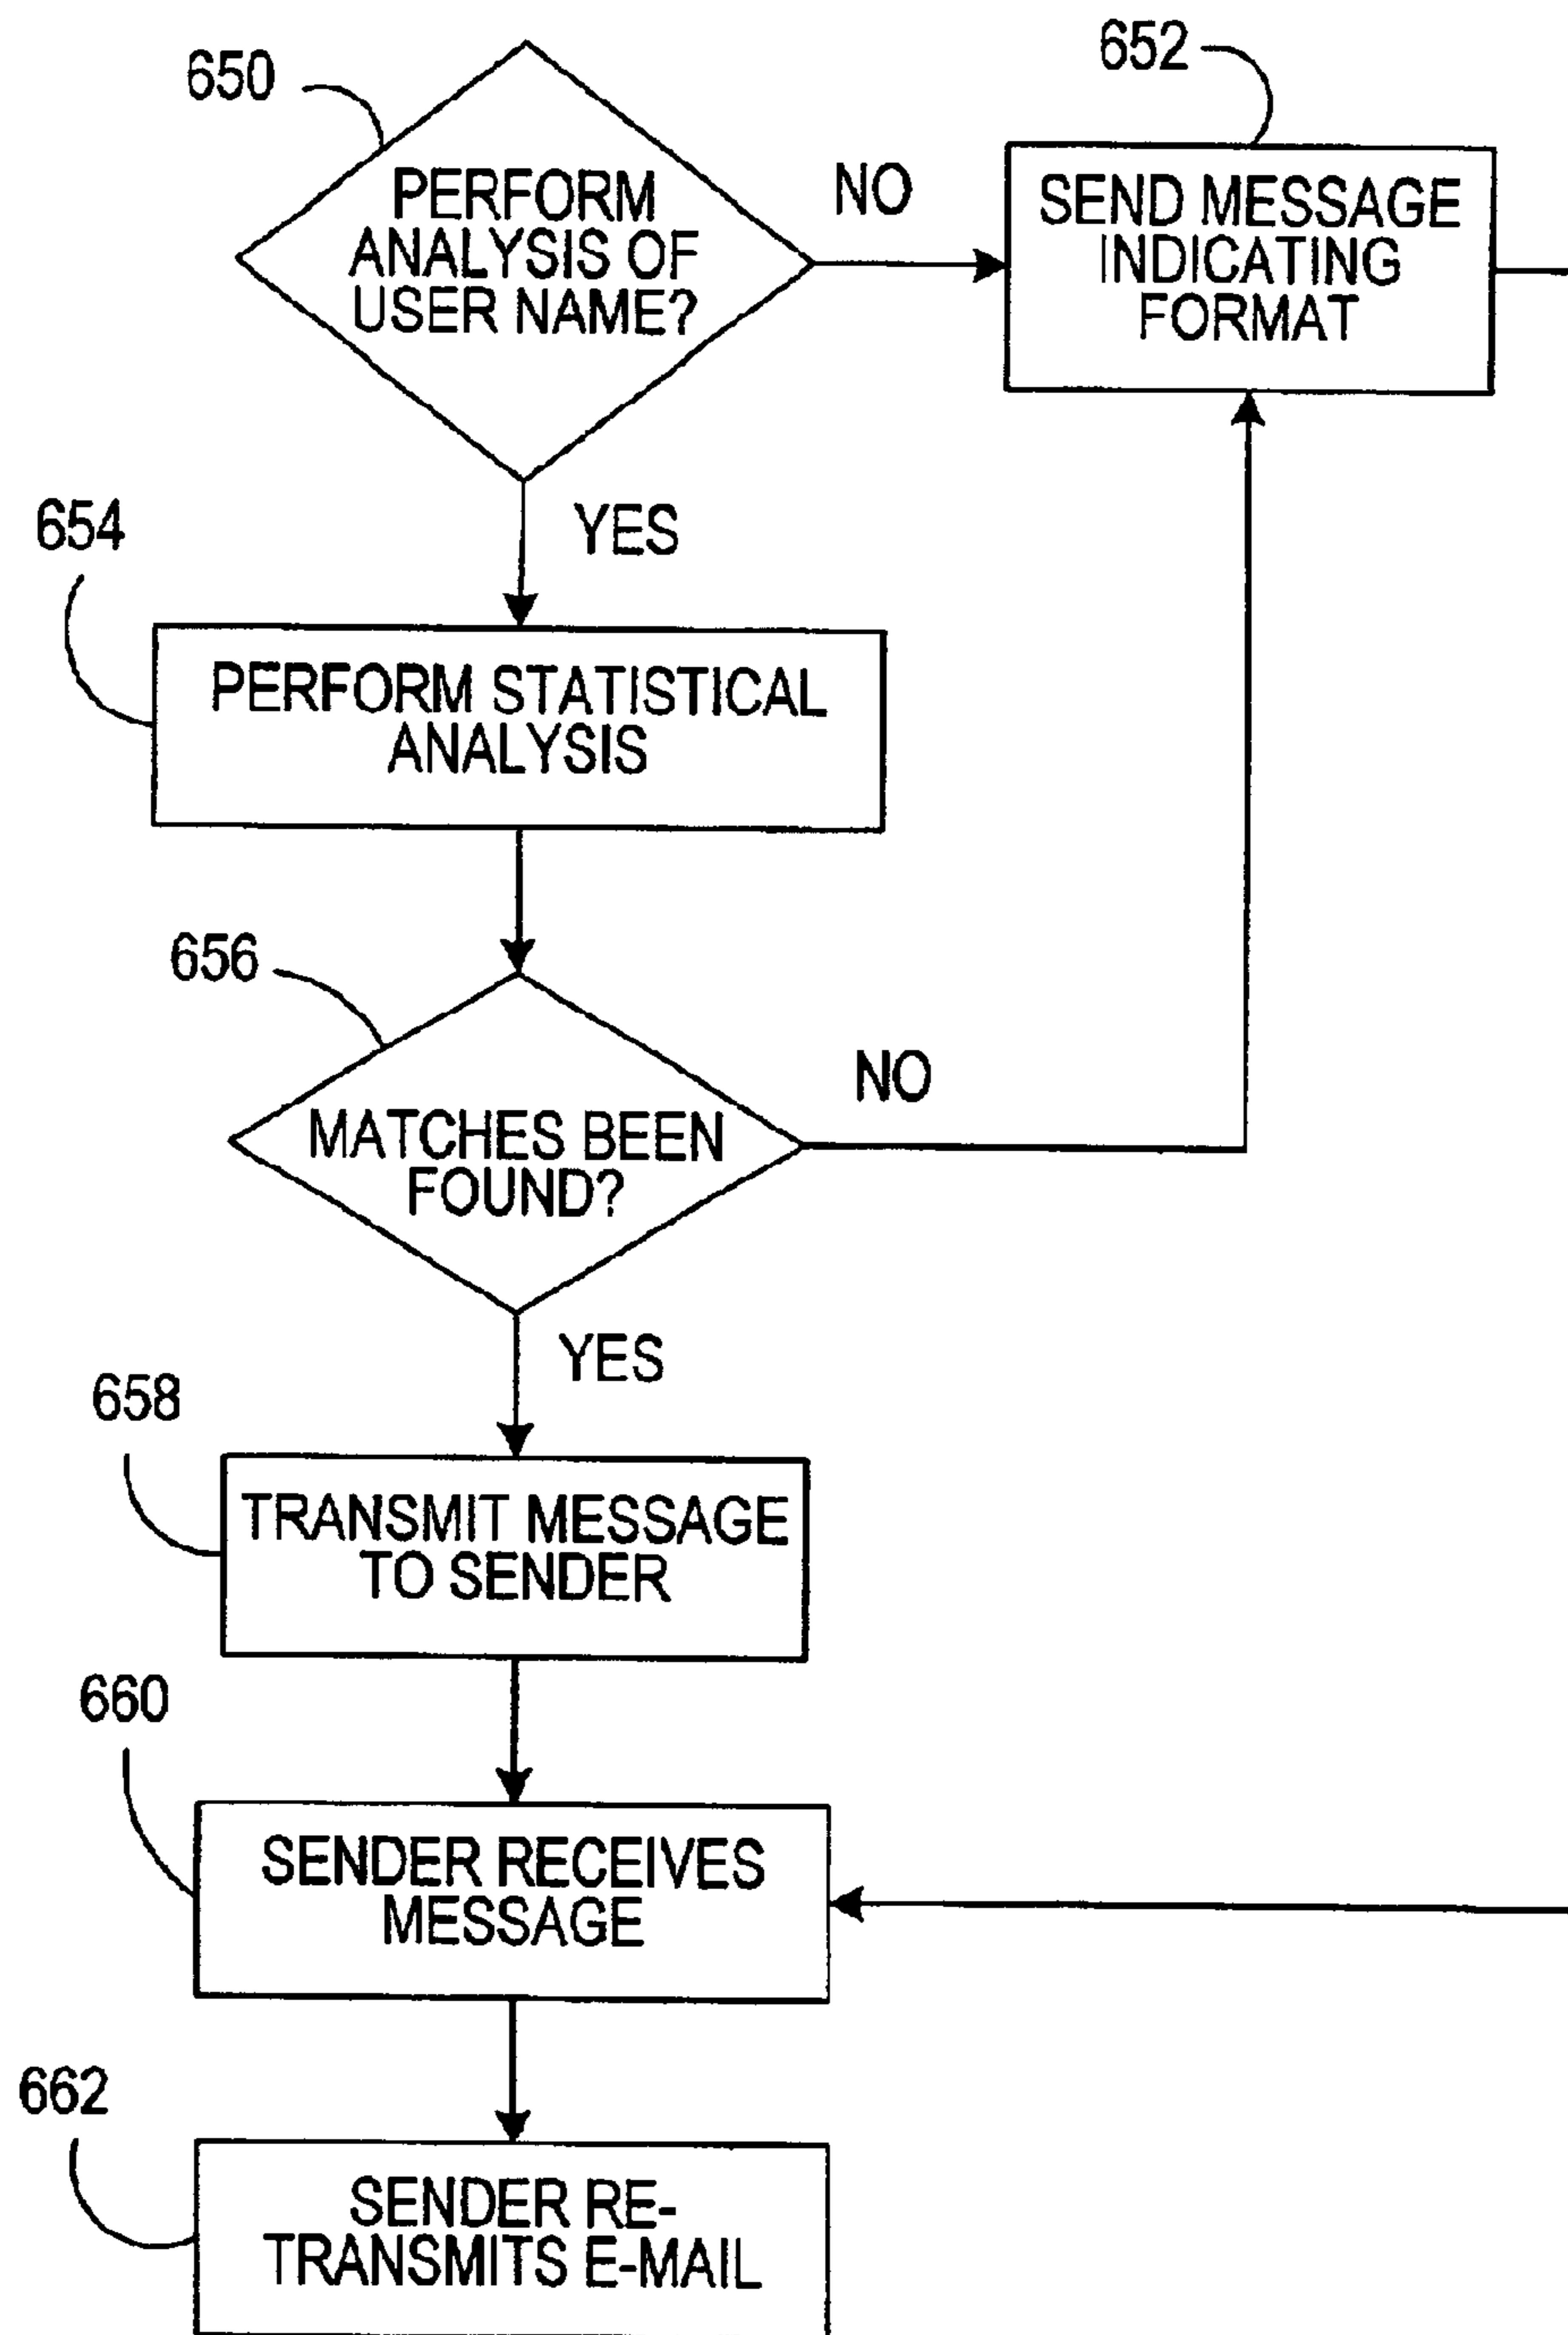 650
PERFORM
ANALYSIS OF
USER NAME?
NO
652
SEND MESSAGE
INDICATING
FORMAT
YES
654
PERFORM STATISTICAL
ANALYSIS
656
MATCHES BEEN
FOUND?
NO
YES
658
TRANSMIT MESSAGE
TO SENDER
660
SENDER RECEIVES
MESSAGE
662
SENDER RE-
TRANSMITS E-MAIL